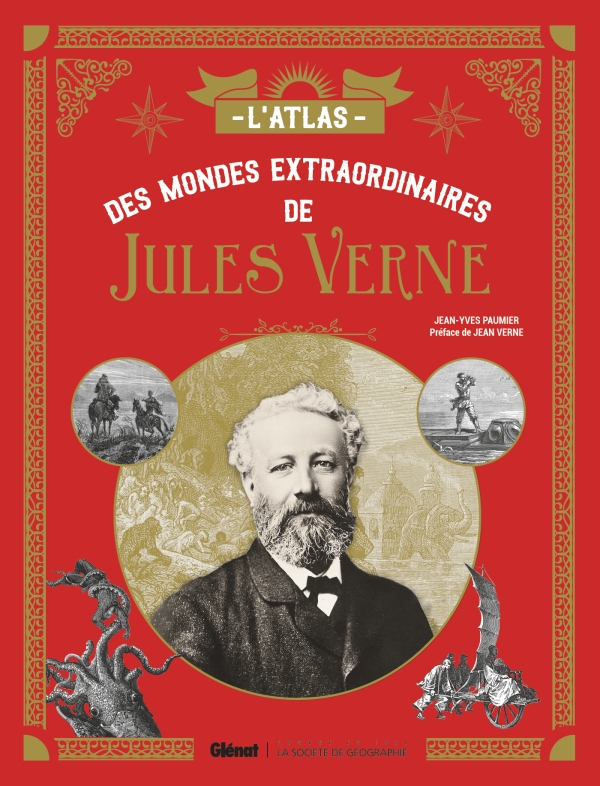 -L'ATLAS-
DES MONDES EXTRAORDINAIRES
DE
JULES VERNE
JEAN-YVES PAUMIER
Préface de JEAN VERNE
Glénat
LA SOCIÉTÉ DE GÉOGRAPHIE